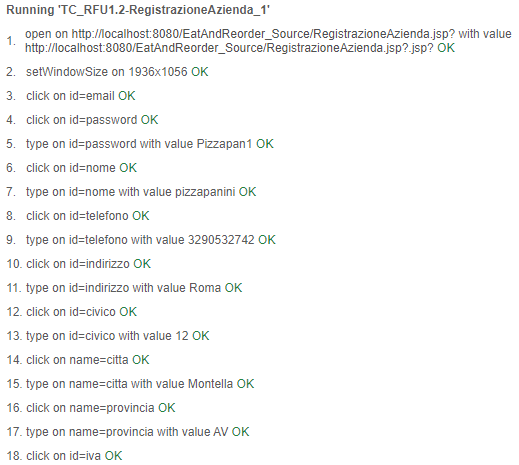 Running 'TC_RFU1.2-RegistrazioneAzienda_1'
1. open on http://localhost:8080/EatAndReorder_Source/RegistrazioneAzienda.jsp? with value
http://localhost:8080/EatAndReorder_Source/RegistrazioneAzienda.jsp?.jsp? OK
2. setWindowSize on 1936x1056 OK
3. click on id=email OK
4. click on id=password OK
5. type on id=password with value Pizzapan1 OK
6. click on id=nome OK
7. type on id=nome with value pizzapanini OK
8. click on id=telefono OK
9. type on id=telefono with value 3290532742 OK
10. click on id=indirizzo OK
11. type on id=indirizzo with value Roma OK
12. click on id=civico OK
13. type on id=civico with value 12 OK
14. click on name=citta OK
15. type on name=citta with value Montella OK
16. click on name=provincia OK
17. type on name=provincia with value AV OK
18. click on id=iva OK